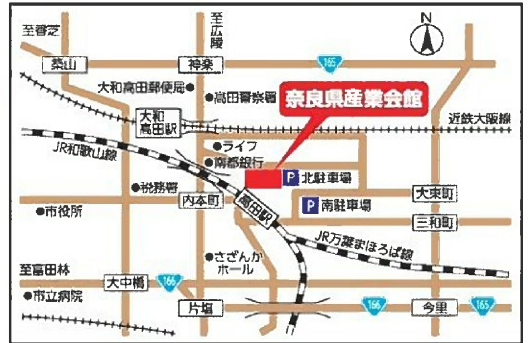 至香芝
至広陵
N
築山
神楽
165
大和高田郵便局
高田警察署
奈良県産業会館
大和
高田駅
近鉄大阪線
JR和歌山線
ライフ
南都銀行
P
北駐車場
税務署
内本町
高田駅
P
南駐車場
大東町
三和町
市役所
JR万葉まほろば線
さざんか
ホール
至富田林
大中橋
166
市立病院
片塩
166
今里
165